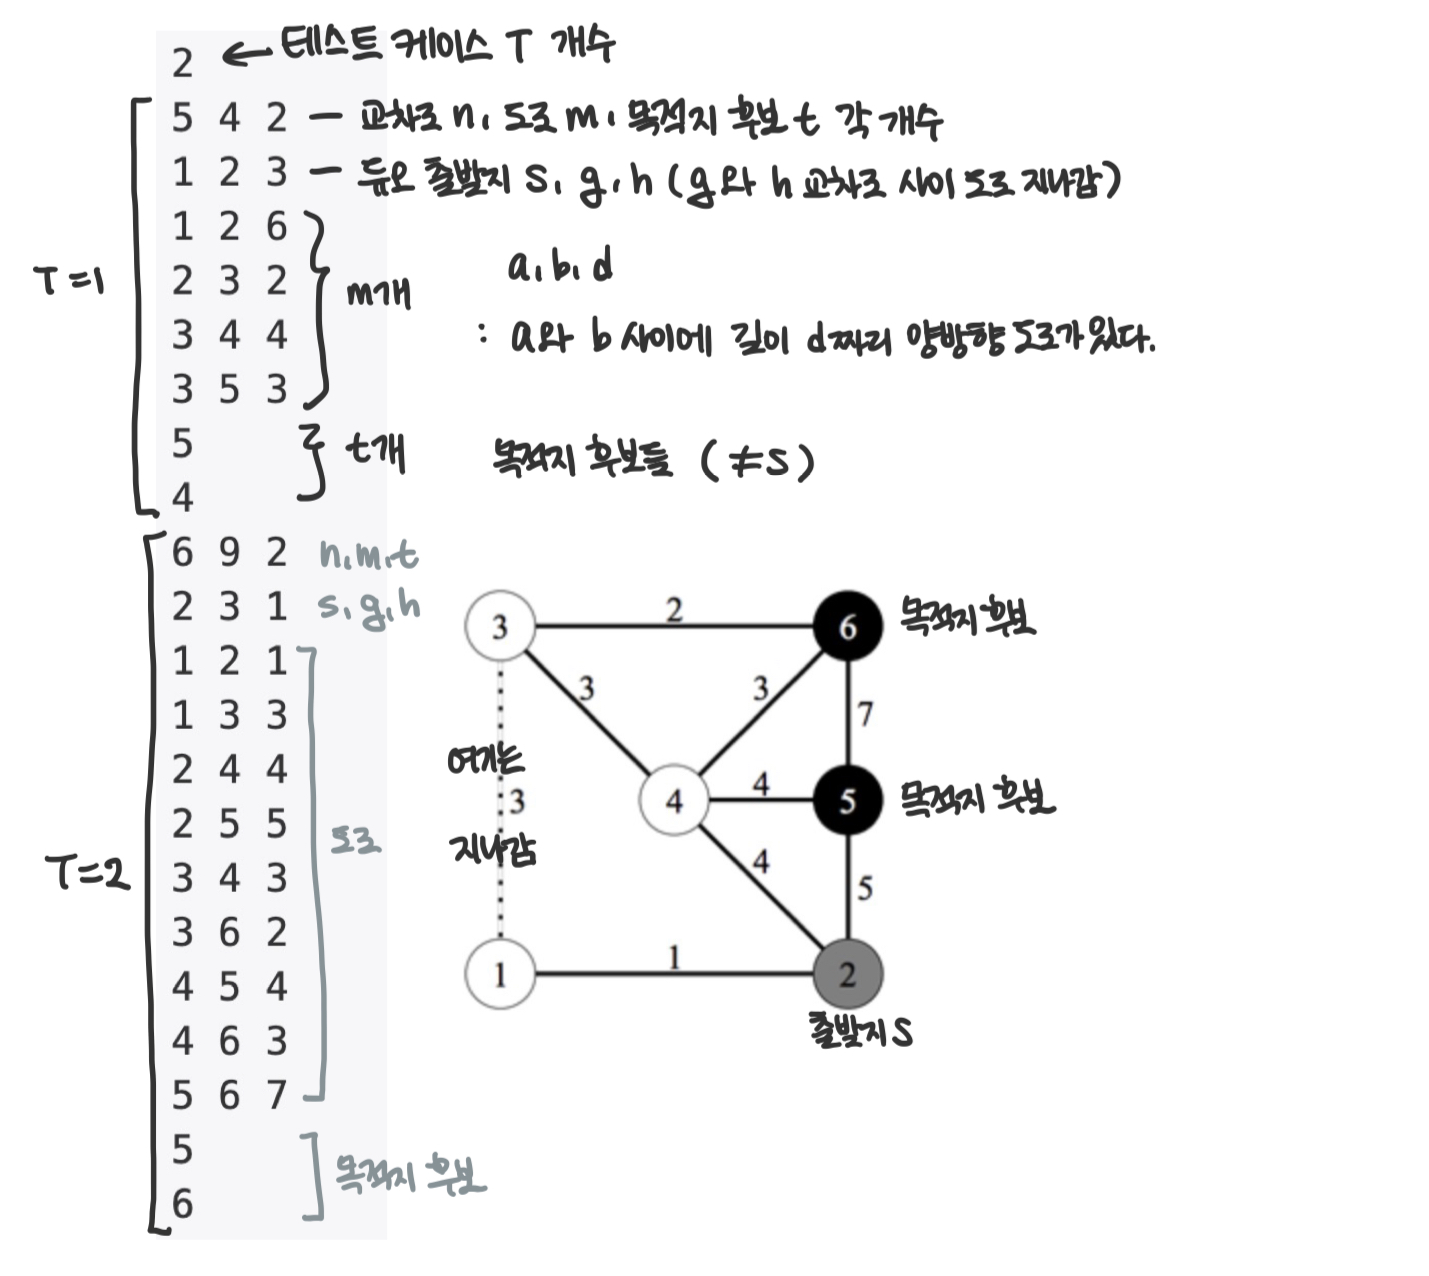 2 ← 테스트 케이스 T 개수
5 4 2 — 교차로 n, 도로 m, 목적지 후보 t 각 개수
1 2 3 — 듀오 출발지 s, g, h (g와 h 교차로 사이 도로 지나감)
1 2 6
2 3 2
3 4 4
3 5 3
T=1
m개
a, b, d
: a와 b 사이에 길이 d짜리 양방향 도로가 있다.
5
4
t개
목적지 후보들 (≠s)
6 9 2 n, m, t
2 3 1 s, g, h
1 2 1
1 3 3
2 4 4
2 5 5
3 4 3
3 6 2
4 5 4
4 6 3
5 6 7
T=2
도로
5
6
목적지 후보
3 2 6 목적지 후보
3 3 7
여기는
3
지나감
4 4 5 목적지 후보
4 5
1 1 2
출발지 s